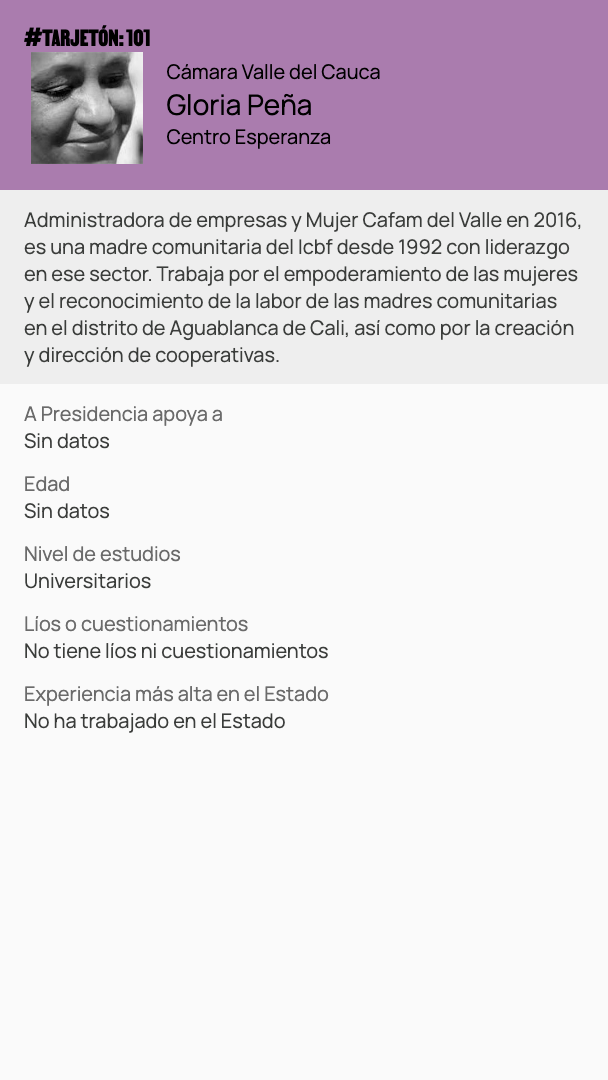 #TARJETÓN: 101
Cámara Valle del Cauca
Gloria Peña
Centro Esperanza
Administradora de empresas y Mujer Cafam del Valle en 2016,
es una madre comunitaria del Icbf desde 1992 con liderazgo
en ese sector. Trabaja por el empoderamiento de las mujeres
y el reconocimiento de la labor de las madres comunitarias
en el distrito de Aguablanca de Cali, así como por la creación
y dirección de cooperativas.
A Presidencia apoya a
Sin datos
Edad
Sin datos
Nivel de estudios
Universitarios
Líos o cuestionamientos
No tiene líos ni cuestionamientos
Experiencia más alta en el Estado
No ha trabajado en el Estado